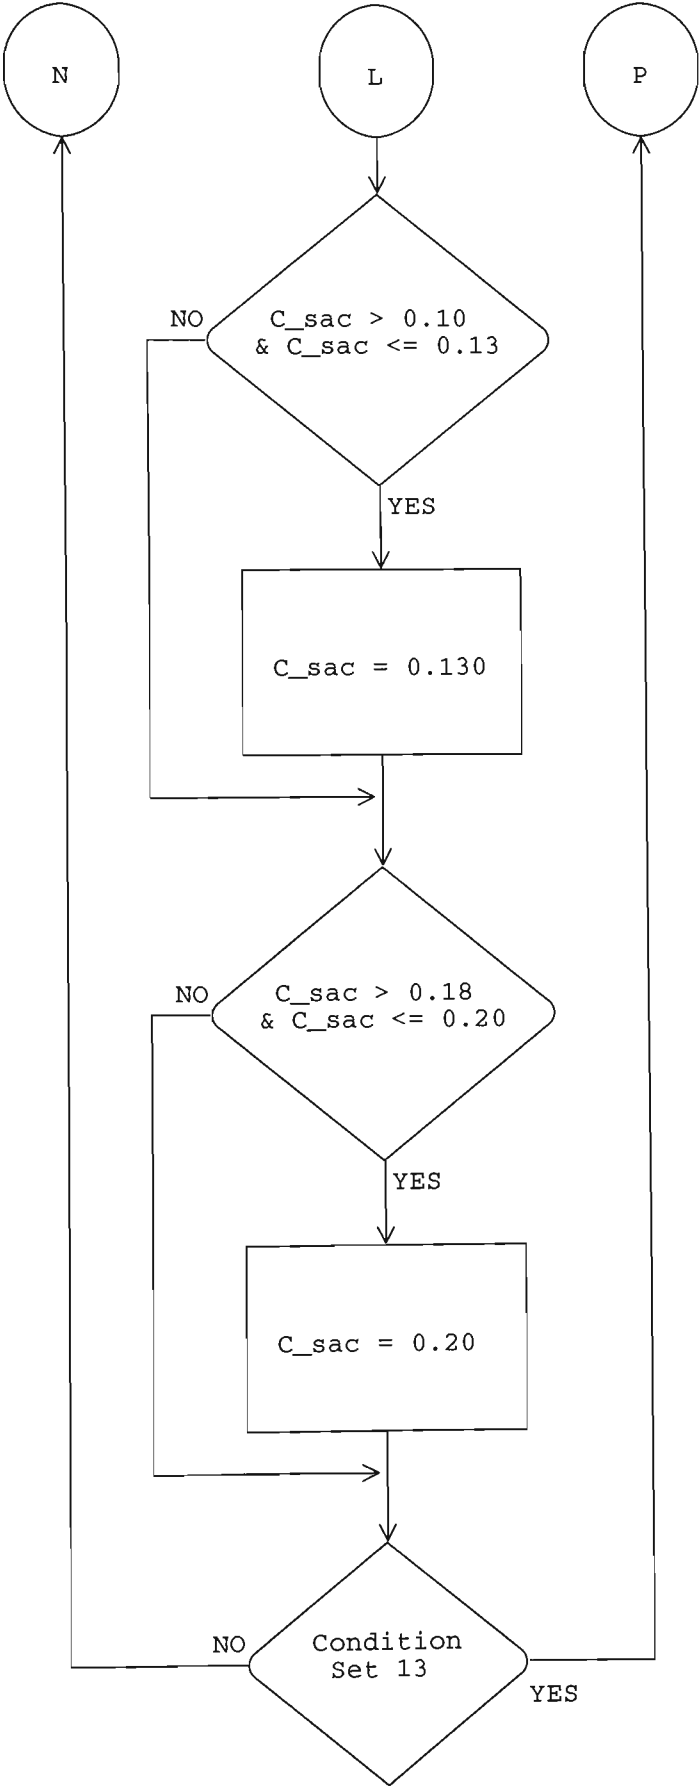 N
L
P
NO
C_sac > 0.10
& C_sac <= 0.13
YES
C_sac = 0.130
NO
C_sac > 0.18
& C_sac <= 0.20
YES
C_sac = 0.20
NO
Condition
Set 13
YES